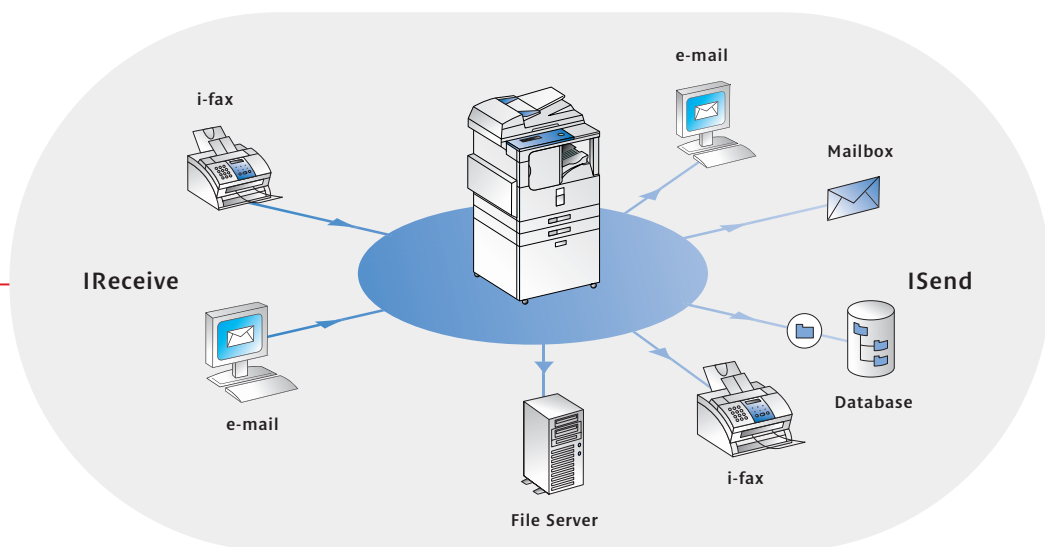 e-mail
i-fax
Mailbox
IReceive
ISend
Database
e-mail
i-fax
File Server